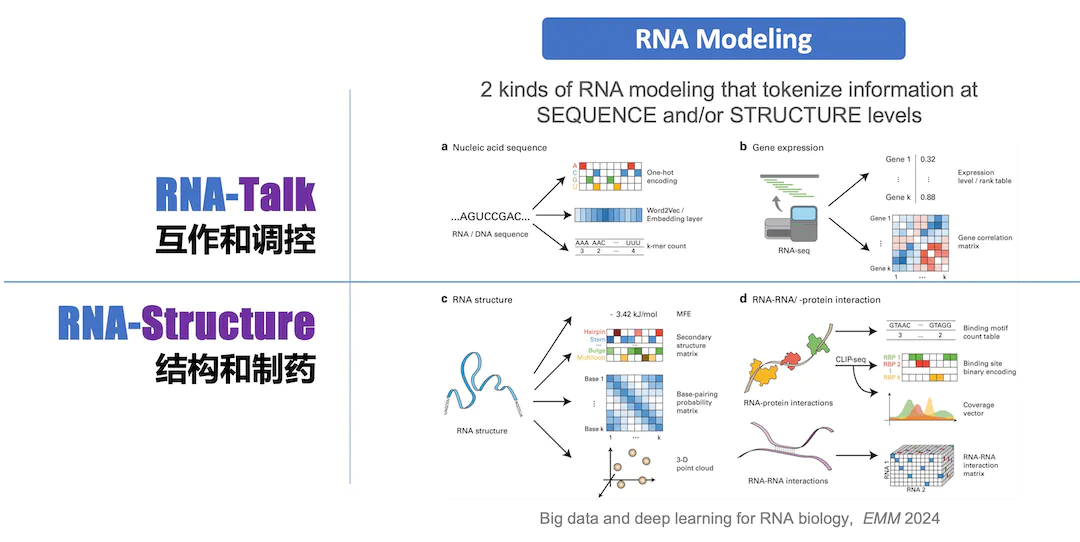 RNA Modeling
2 kinds of RNA modeling that tokenize information at
SEQUENCE and/or STRUCTURE levels
RNA-Talk
互作和调控
RNA-Structure
结构和制药
a Nucleic acid sequence
...AGUCCGAC...
RNA / DNA sequence
A
C
G
U
One-hot
encoding
Word2Vec /
Embedding layer
AAA AAC ... UUU
3 2 ... 4
k-mer count
b Gene expression
RNA-seq
Gene 1 0.32
⋮ ⋮
Gene k 0.88
Expression
level / rank table
Gene 1
⋮
Gene k
1 ... k
Gene correlation
matrix
c RNA structure
RNA structure
- 3.42 kJ/mol
MFE
Hairpin
Stem
...
Bulge
Multiloop
Secondary
structure
matrix
Base 1
⋮
Base k
1 ... k
Base-pairing
probability
matrix
3-D
point cloud
d RNA-RNA/ -protein interaction
RNA-protein interactions
CLIP-seq
GTAAC ... GTAGG
3 ... 2
Binding motif
count table
RBP 1
RBP 2
RBP k
Binding site
binary encoding
Coverage
vector
RNA-RNA interactions
RNA 1
RNA 2
RNA-RNA
interaction
matrix
Big data and deep learning for RNA biology, EMM 2024